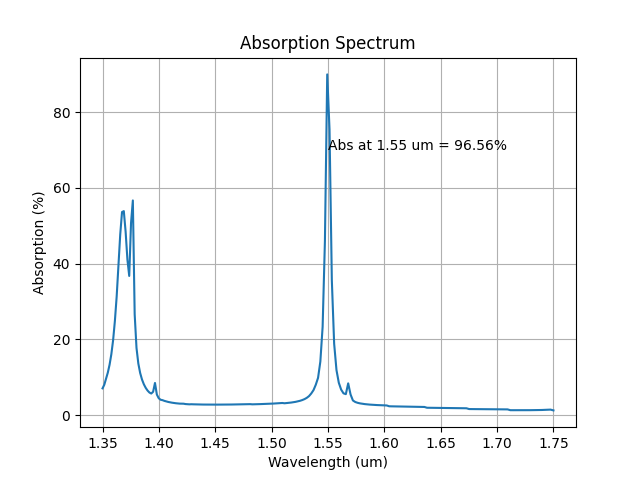 Absorption Spectrum
Absorption (%)
80
60
40
20
0
Abs at 1.55 um = 96.56%
1.35 1.40 1.45 1.50 1.55 1.60 1.65 1.70 1.75
Wavelength (um)